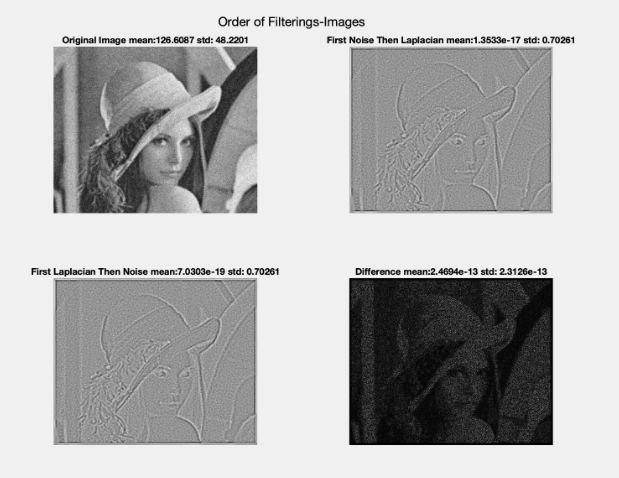 Order of Filterings-Images
Original Image mean:126.6087 std: 48.2201
First Noise Then Laplacian mean:1.3533e-17 std: 0.70261
First Laplacian Then Noise mean:7.0303e-19 std: 0.70261
Difference mean:2.4694e-13 std: 2.3126e-13